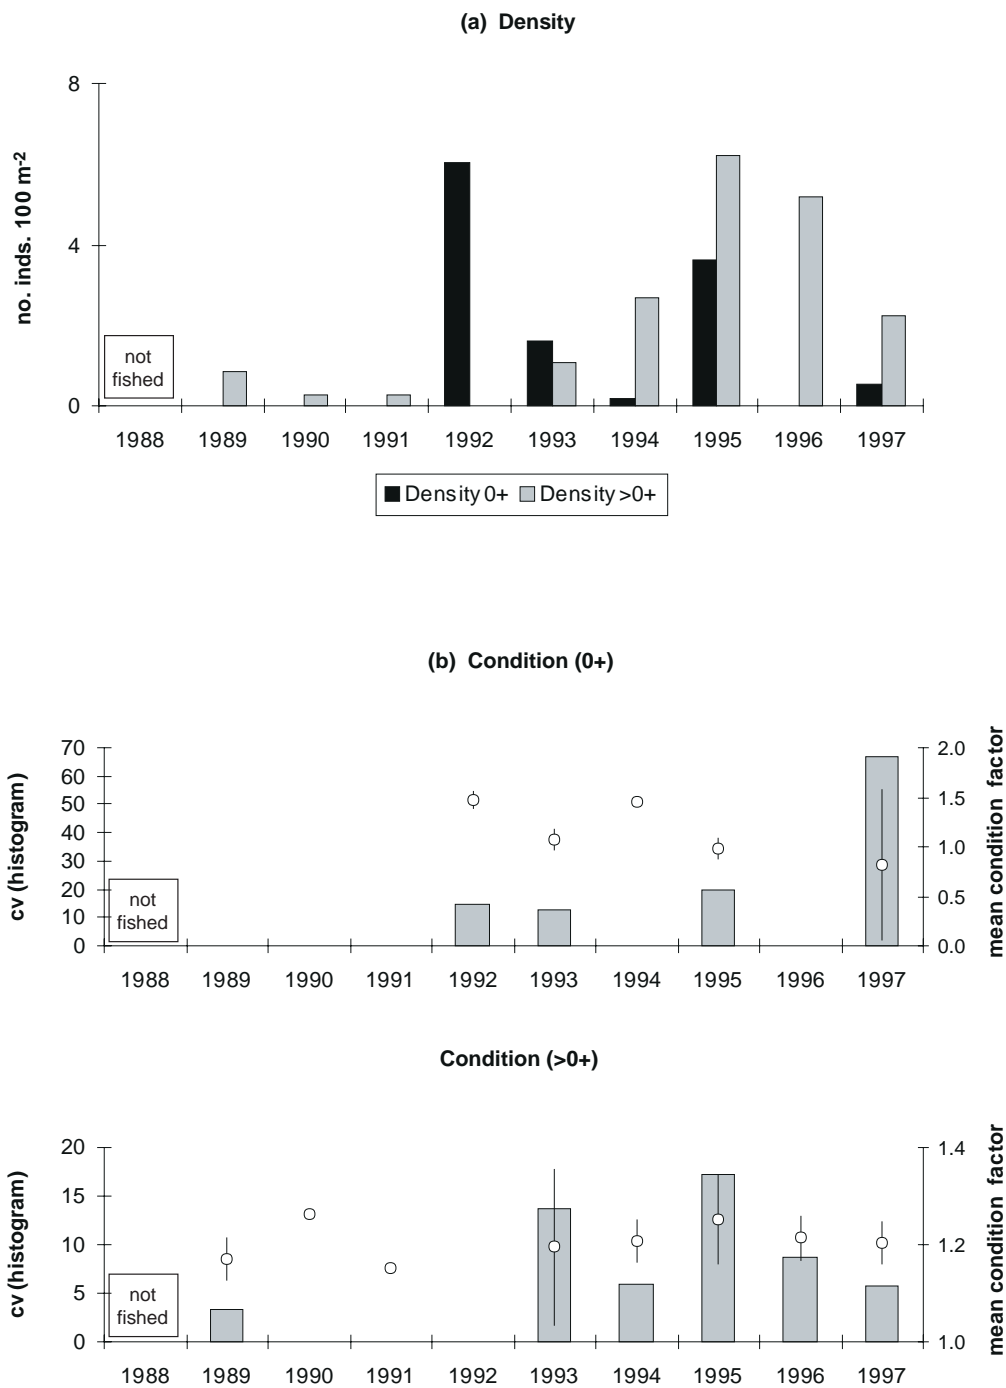 (a) Density
no. inds. 100 m-2
8
4
0
not
fished
1988 1989 1990 1991 1992 1993 1994 1995 1996 1997
Density 0+ Density >0+
(b) Condition (0+)
cv (histogram)
70
60
50
40
30
20
10
0
not
fished
2.0
1.5
1.0
0.5
0.0
mean condition factor
1988 1989 1990 1991 1992 1993 1994 1995 1996 1997
Condition (>0+)
cv (histogram)
20
15
10
5
0
not
fished
1.4
1.2
1.0
mean condition factor
1988 1989 1990 1991 1992 1993 1994 1995 1996 1997